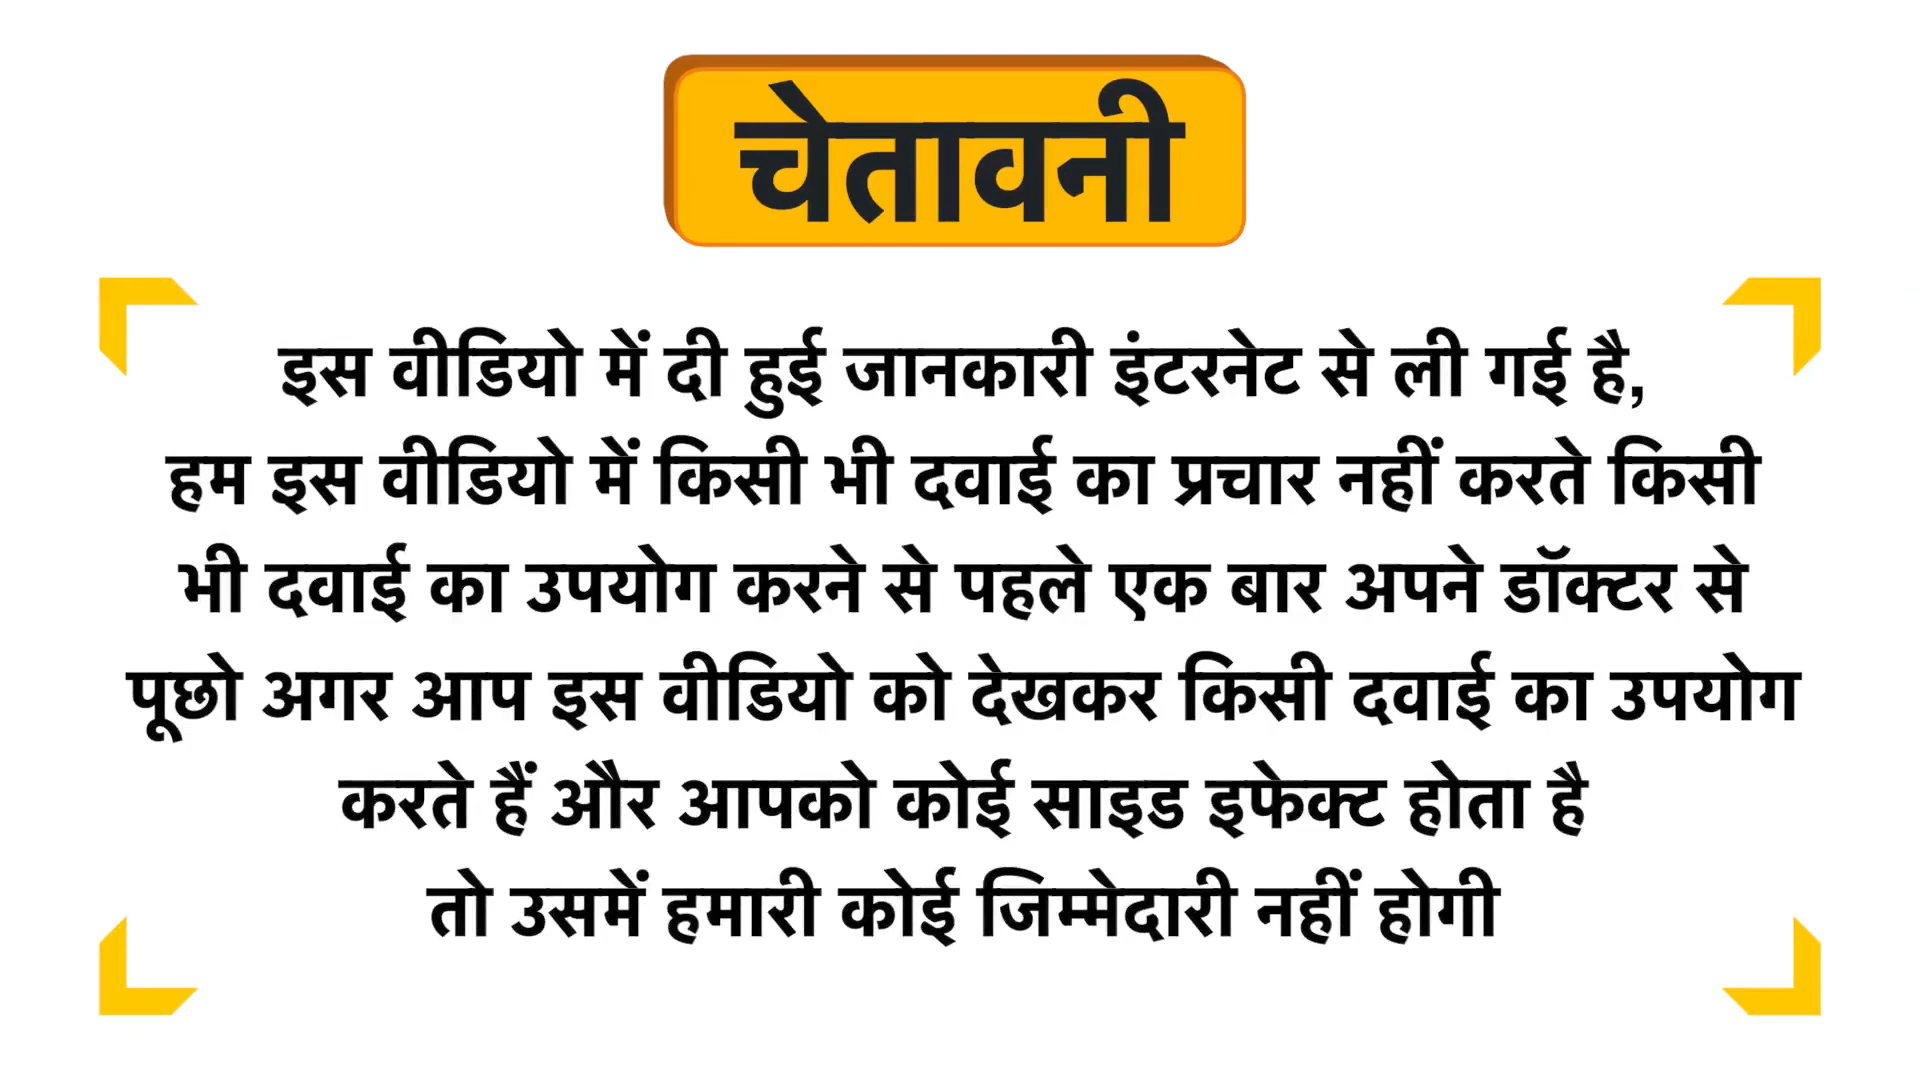 चेतावनी
इस वीडियो में दी हुई जानकारी इंटरनेट से ली गई है,
हम इस वीडियो में किसी भी दवाई का प्रचार नहीं करते किसी
भी दवाई का उपयोग करने से पहले एक बार अपने डॉक्टर से
पूछो अगर आप इस वीडियो को देखकर किसी दवाई का उपयोग
करते हैं और आपको कोई साइड इफेक्ट होता है
तो उसमें हमारी कोई जिम्मेदारी नहीं होगी